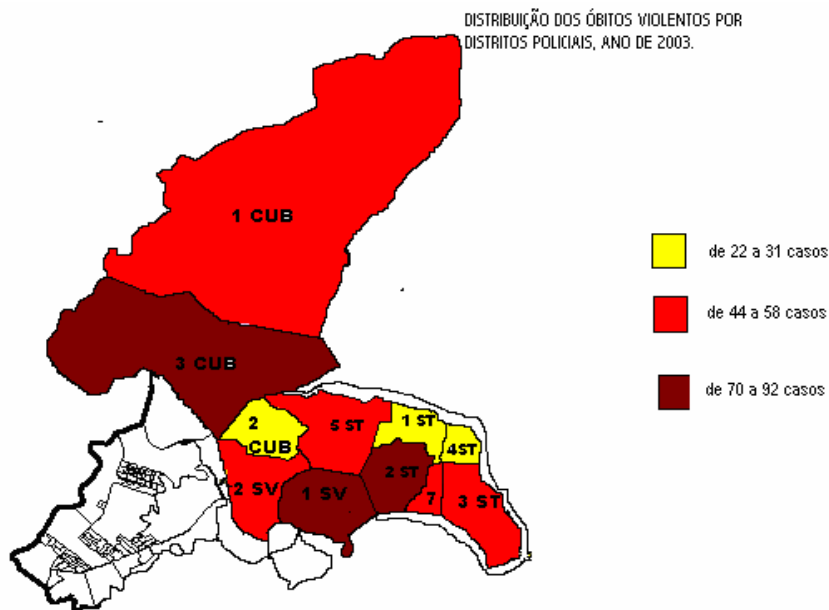 DISTRIBUIÇÃO DOS ÓBITOS VIOLENTOS POR
DISTRITOS POLICIAIS, ANO DE 2003.
1 CUB
de 22 a 31 casos
de 44 a 58 casos
3 CUB
de 70 a 92 casos
2
CUB
5 ST
1 ST
4ST
2 SV
1 SV
2 ST
7
3 ST